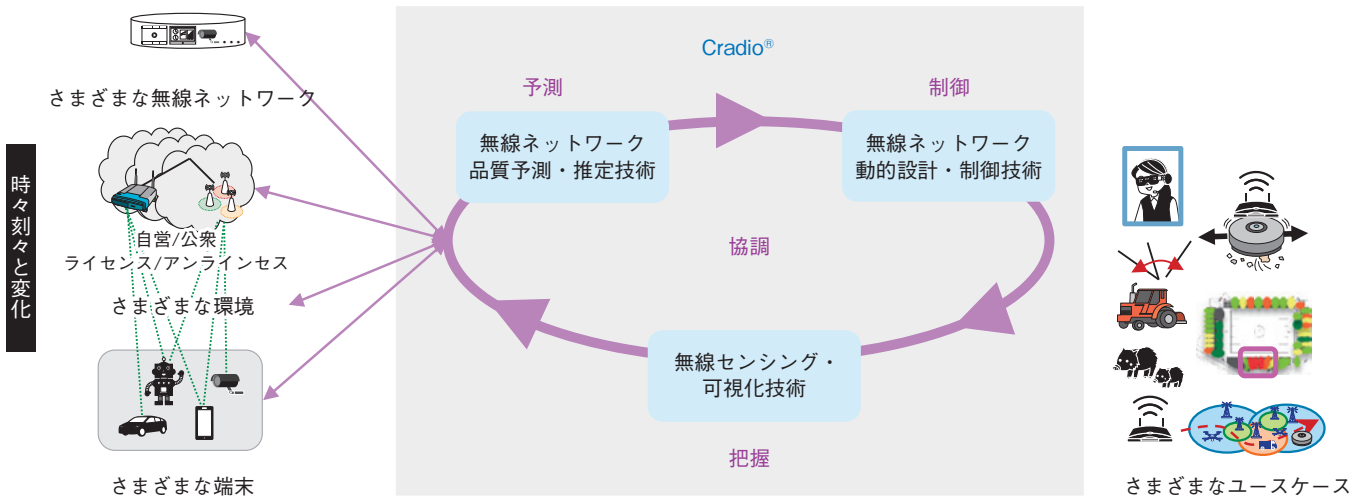 時々刻々と変化
さまざまな無線ネットワーク
自営/公衆
ライセンス/アンラインセス
さまざまな環境
さまざまな端末
Cradio®
予測
無線ネットワーク
品質予測・推定技術
制御
無線ネットワーク
動的設計・制御技術
協調
無線センシング・
可視化技術
把握
さまざまなユースケース